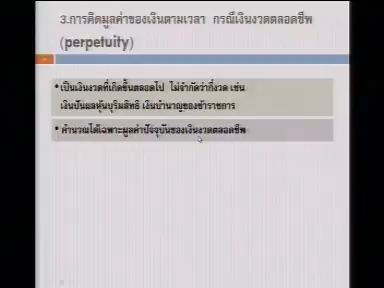 3.การคิดมูลค่าของเงินตามเวลา กรณีเงินงวดตลอดชีพ
(perpetuity)
• เป็นเงินงวดที่เกิดขึ้นตลอดไป ไม่จำกัดว่ากี่งวด เช่น
เงินปันผลหุ้นบุริมสิทธิ เงินบำนาญของข้าราชการ
• คำนวณได้เฉพาะมูลค่าปัจจุบันของเงินงวดตลอดชีพ